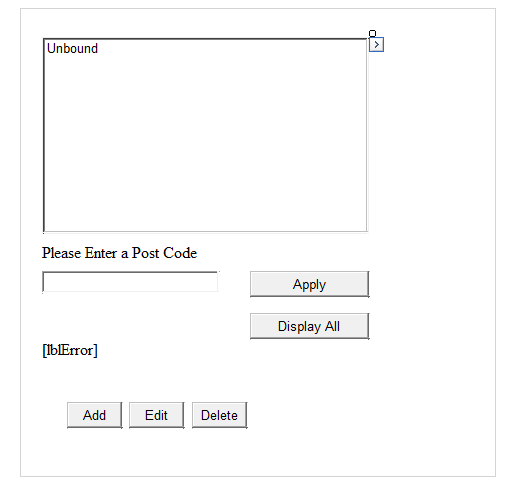 Unbound
Please Enter a Post Code
Apply
Display All
[lblError]
Add Edit Delete